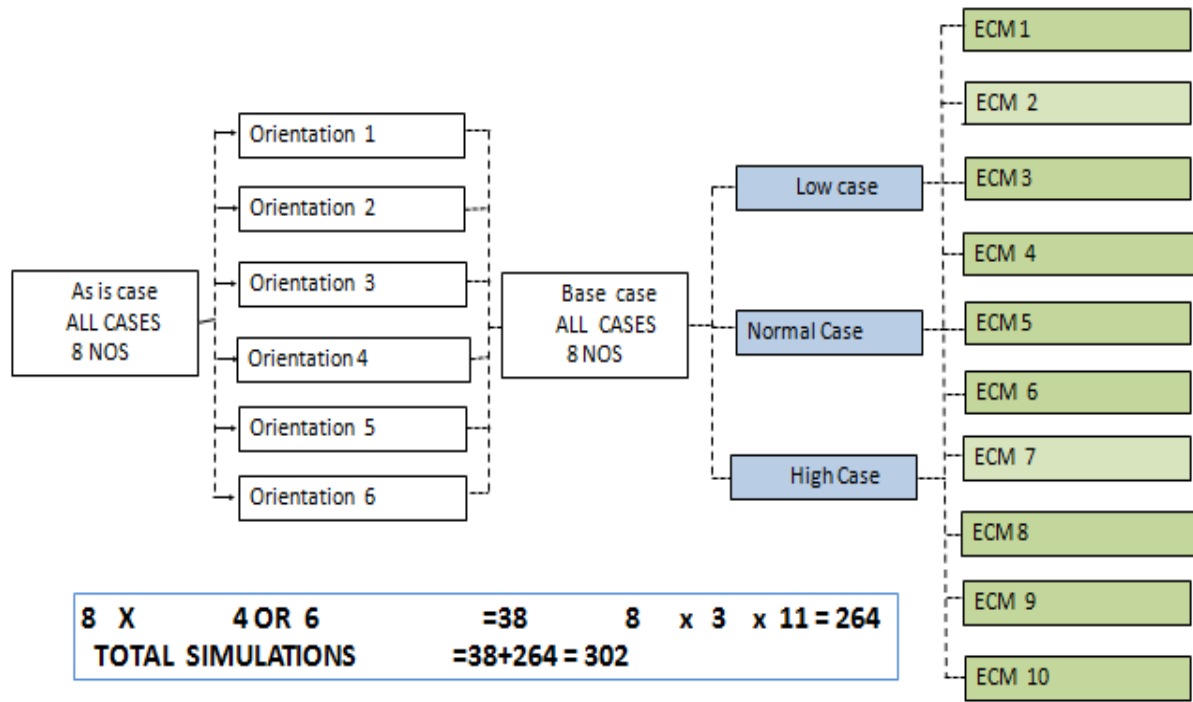 As is case
ALL CASES
8 NOS
Orientation 1
Orientation 2
Orientation 3
Orientation 4
Orientation 5
Orientation 6
Base case
ALL CASES
8 NOS
Low case
Normal Case
High Case
ECM 1
ECM 2
ECM 3
ECM 4
ECM 5
ECM 6
ECM 7
ECM 8
ECM 9
ECM 10
8 X 4 OR 6 =38 8 x 3 x 11 = 264
TOTAL SIMULATIONS =38+264 = 302